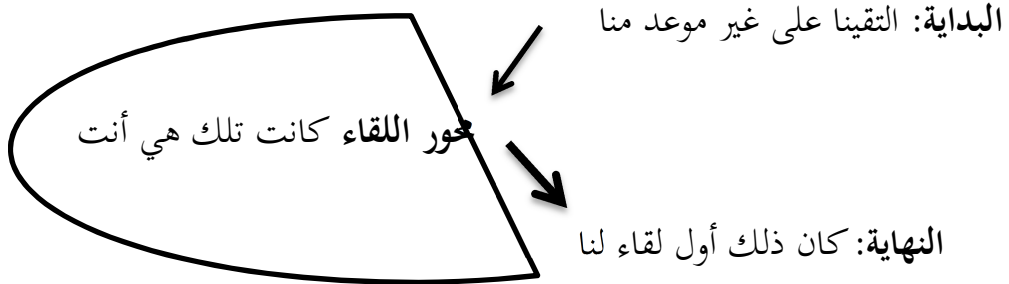 البداية: التقينا على غير موعد منا
محور اللقاء كانت تلك هي أنت
النهاية: كان ذلك أول لقاء لنا